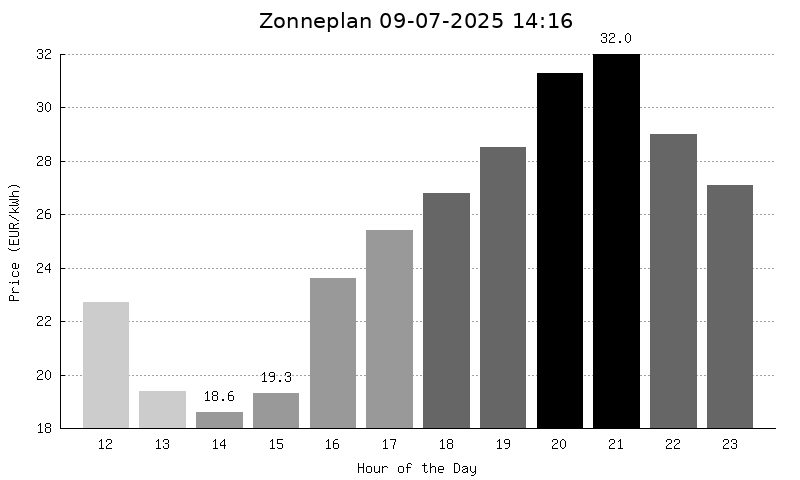 Zonneplan 09-07-2025 14:16
32.0
32
30
28
26
24
22
20
18
Price (EUR/kWh)
19.3
18.6
12 13 14 15 16 17 18 19 20 21 22 23
Hour of the Day